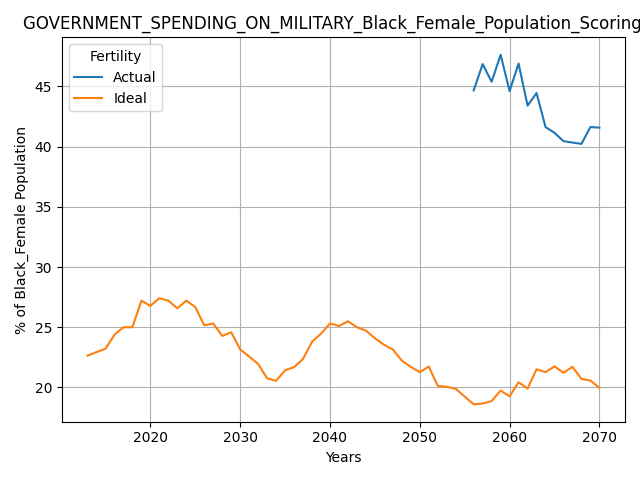 GOVERNMENT_SPENDING_ON_MILITARY_Black_Female_Population_Scoring
Fertility
Actual
Ideal
45
40
35
30
25
20
% of Black_Female Population
2020 2030 2040 2050 2060 2070
Years